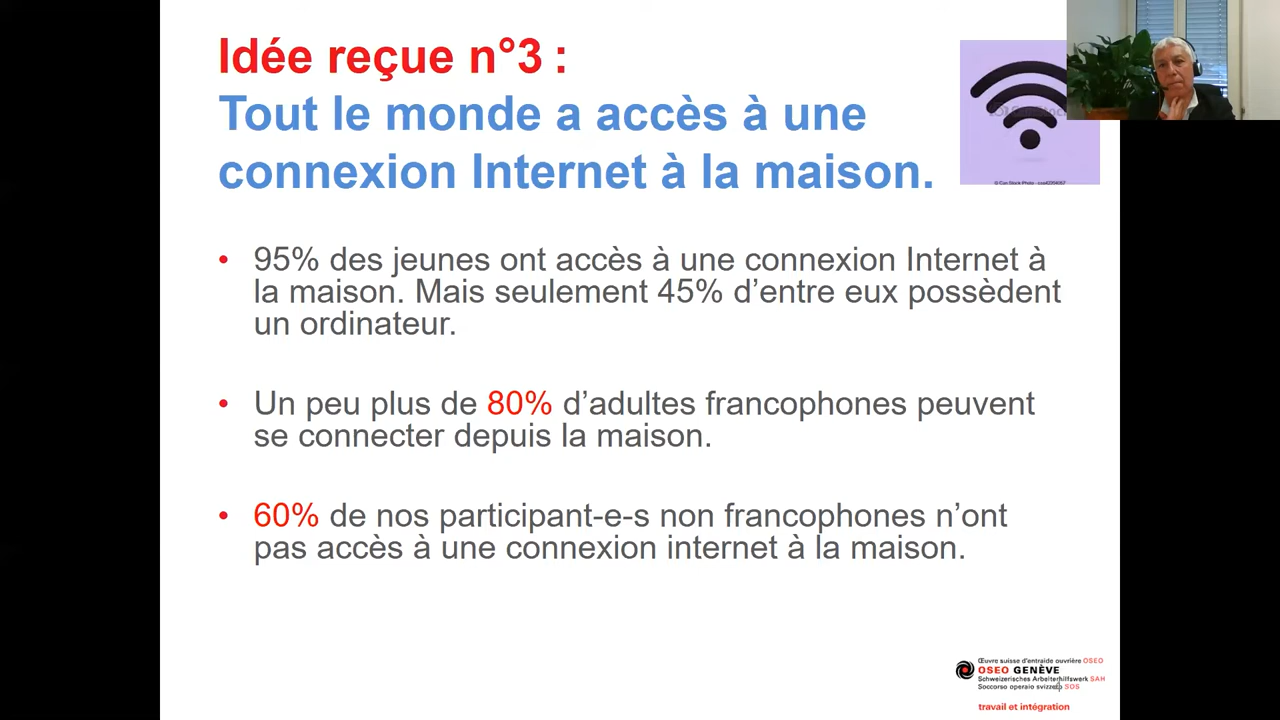 Idée reçue n°3 :
Tout le monde a accès à une
connexion Internet à la maison.
• 95% des jeunes ont accès à une connexion Internet à
la maison. Mais seulement 45% d’entre eux possèdent
un ordinateur.
• Un peu plus de 80% d’adultes francophones peuvent
se connecter depuis la maison.
• 60% de nos participant-e-s non francophones n’ont
pas accès à une connexion internet à la maison.
Œuvre suisse d'entraide ouvrière OSEO
OSEO GENÈVE
Schweizerisches Arbeiterhilfswerk SAH
Soccorso operaio svizzero SOS
4
travail et intégration